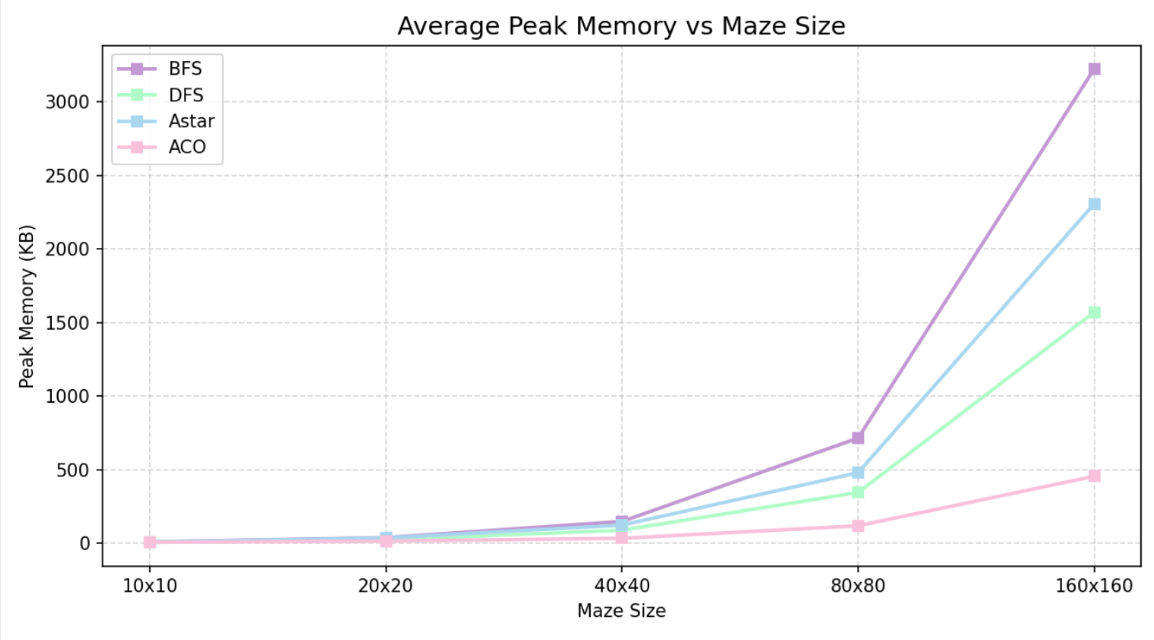 Average Peak Memory vs Maze Size
BFS
DFS
Astar
ACO
Peak Memory (KB)
3000
2500
2000
1500
1000
500
0
10x10 20x20 40x40 80x80 160x160
Maze Size